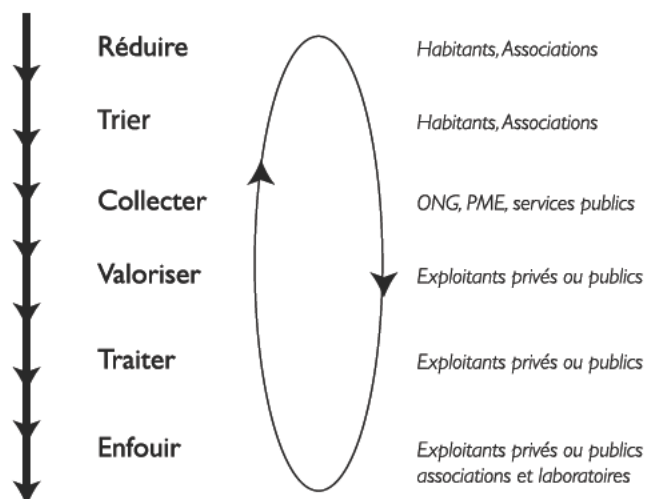 Réduire
Habitants, Associations
Trier
Habitants, Associations
Collecter
ONG, PME, services publics
Valoriser
Exploitants privés ou publics
Traiter
Exploitants privés ou publics
Enfouir
Exploitants privés ou publics
associations et laboratoires